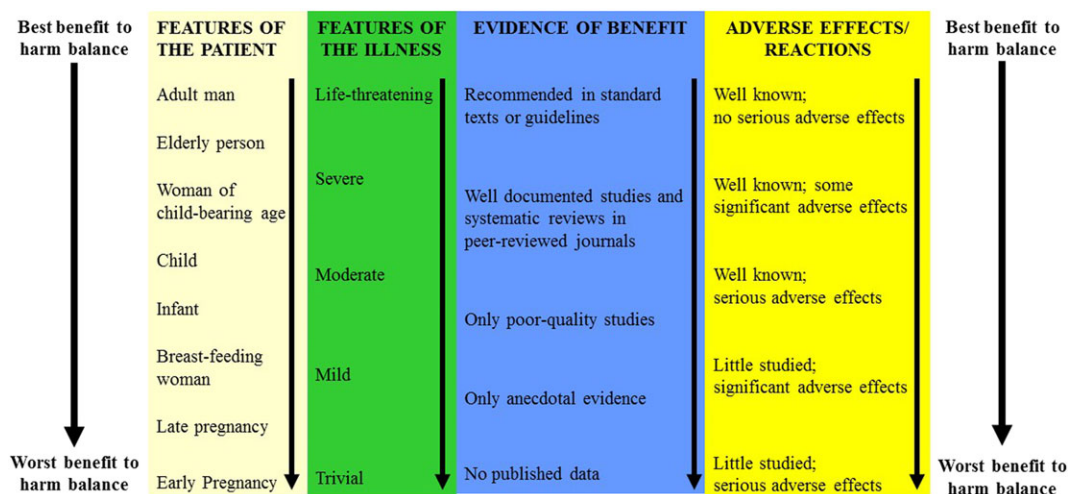 Best benefit to
harm balance
Worst benefit to
harm balance
FEATURES OF
THE PATIENT
Adult man
Elderly person
Woman of
child-bearing age
Child
Infant
Breast-feeding
woman
Late pregnancy
Early Pregnancy
FEATURES OF
THE ILLNESS
Life-threatening
Severe
Moderate
Mild
Trivial
EVIDENCE OF BENEFIT
Recommended in standard
texts or guidelines
Well documented studies and
systematic reviews in
peer-reviewed journals
Only poor-quality studies
Only anecdotal evidence
No published data
ADVERSE EFFECTS/
REACTIONS
Well known;
no serious adverse effects
Well known; some
significant adverse effects
Well known;
serious adverse effects
Little studied;
significant adverse effects
Little studied;
serious adverse effects
Best benefit to
harm balance
Worst benefit to
harm balance